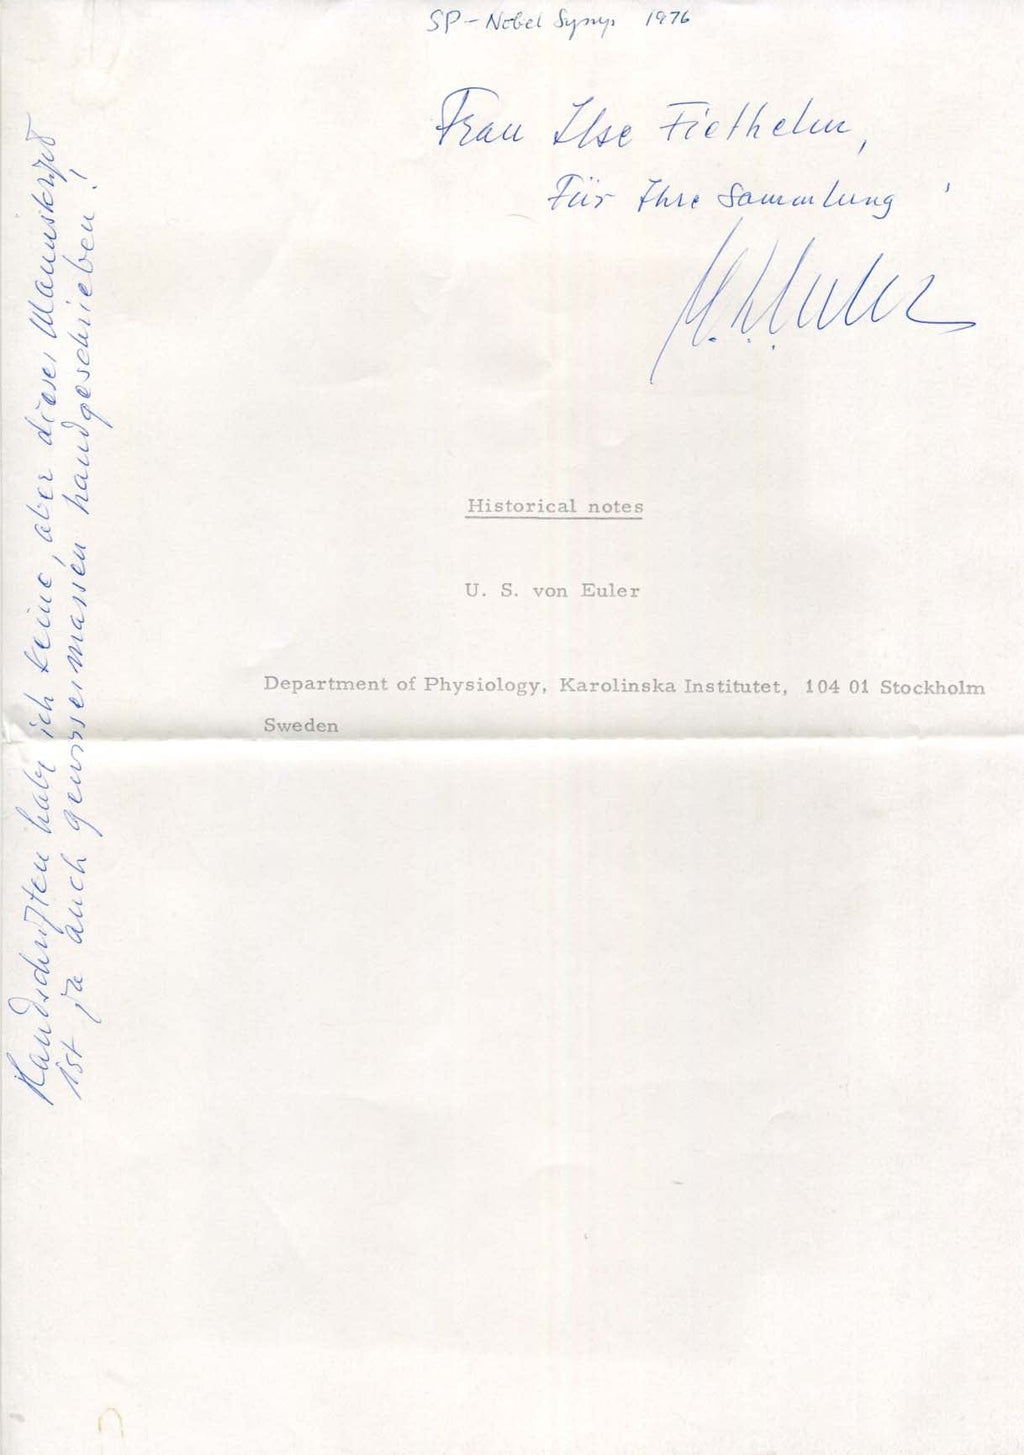 SP - Nobel Symp. 1976
Frau Ilse Fiethelm,
Für Ihre Sammlung!
Historical notes
U. S. von Euler
Department of Physiology, Karolinska Institutet, 104 01 Stockholm
Sweden
Handschriften habe ich keine, aber dieses Manuskript
ist ja auch gewissermassen handgeschrieben!